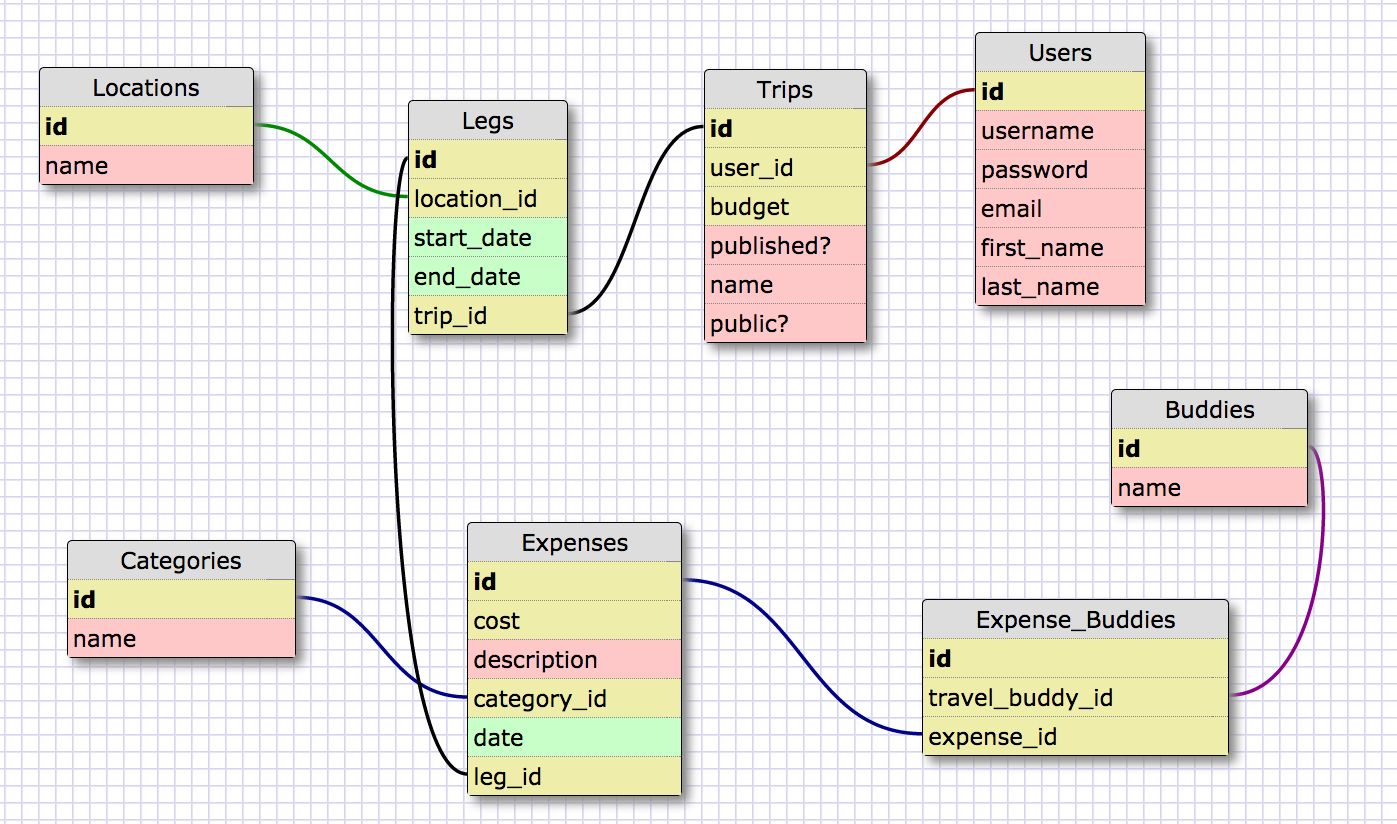 Locations
id
name
Legs
id
location_id
start_date
end_date
trip_id
Trips
id
user_id
budget
published?
name
public?
Users
id
username
password
email
first_name
last_name
Buddies
id
name
Categories
id
name
Expenses
id
cost
description
category_id
date
leg_id
Expense_Buddies
id
travel_buddy_id
expense_id